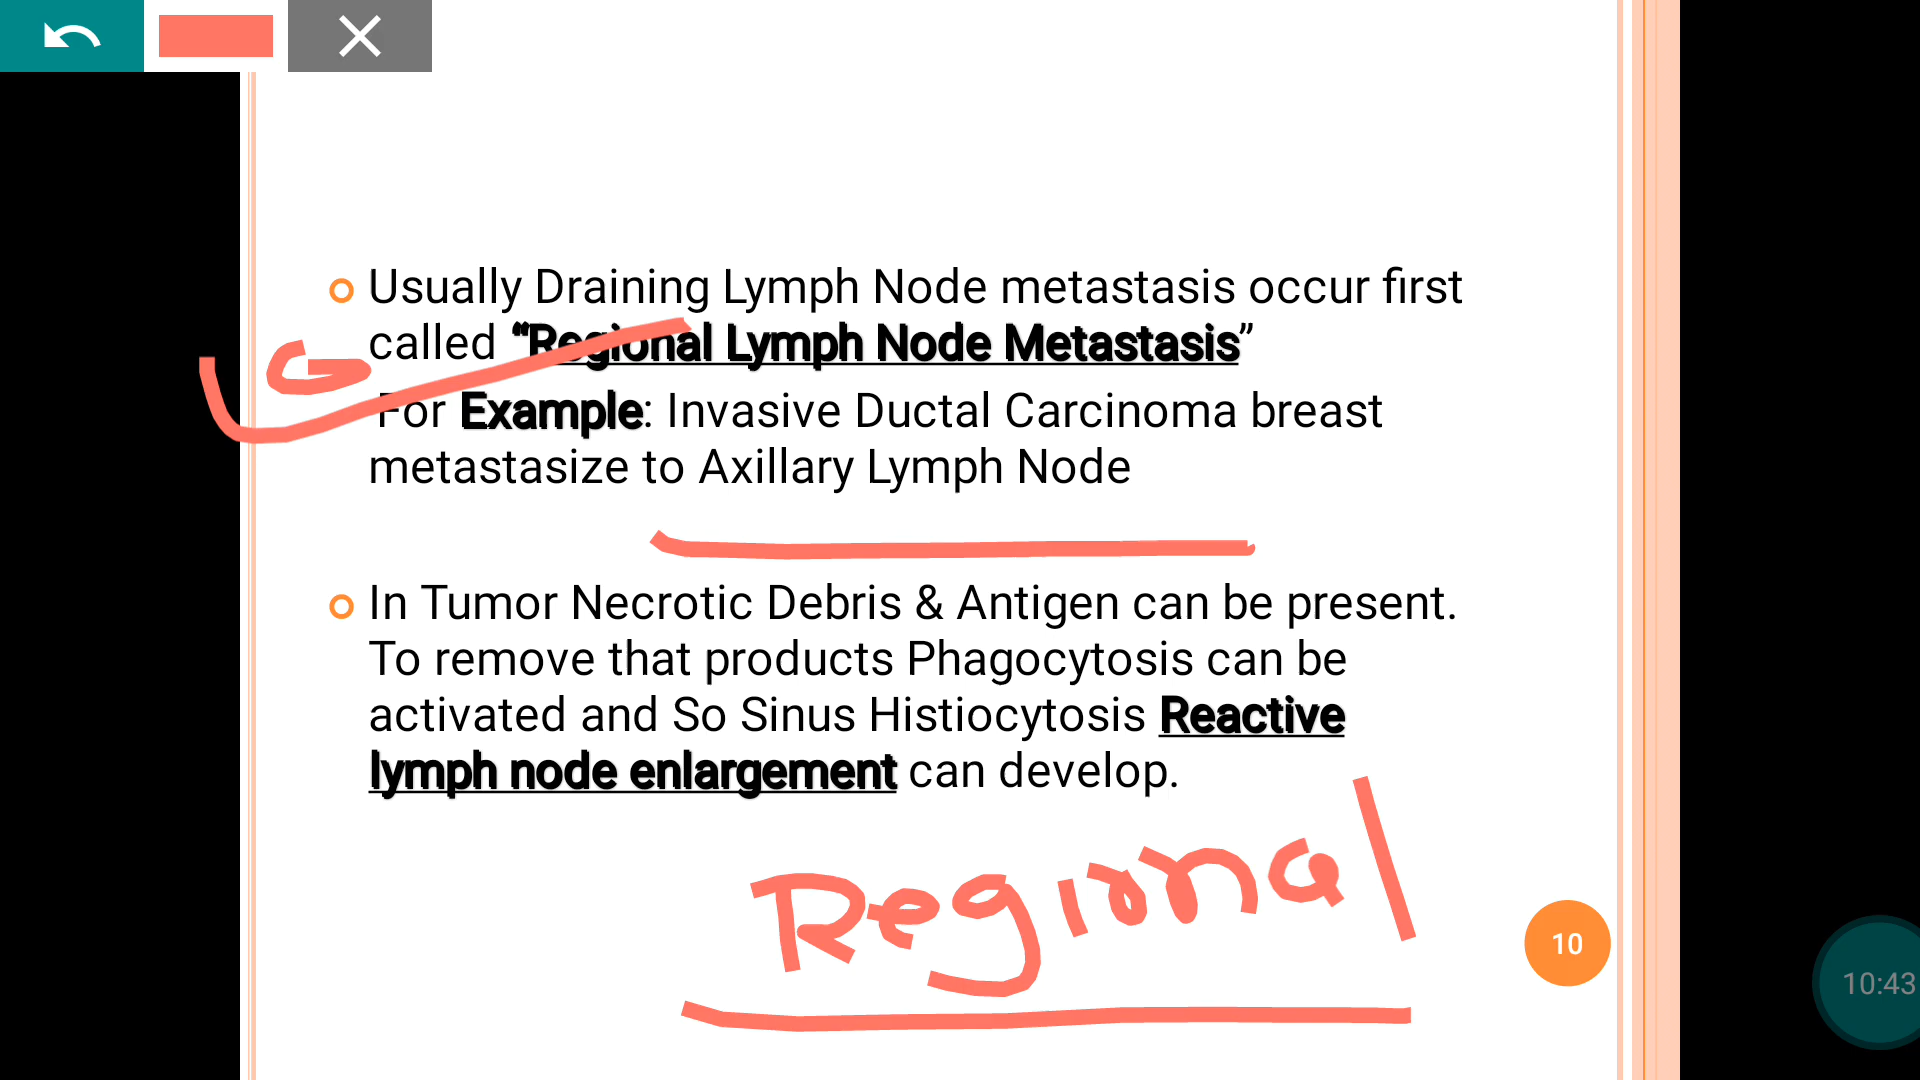 Usually Draining Lymph Node metastasis occur first
called “Regional Lymph Node Metastasis”
For Example: Invasive Ductal Carcinoma breast
metastasize to Axillary Lymph Node
In Tumor Necrotic Debris & Antigen can be present.
To remove that products Phagocytosis can be
activated and So Sinus Histiocytosis Reactive
lymph node enlargement can develop.
Regional
10
10:43